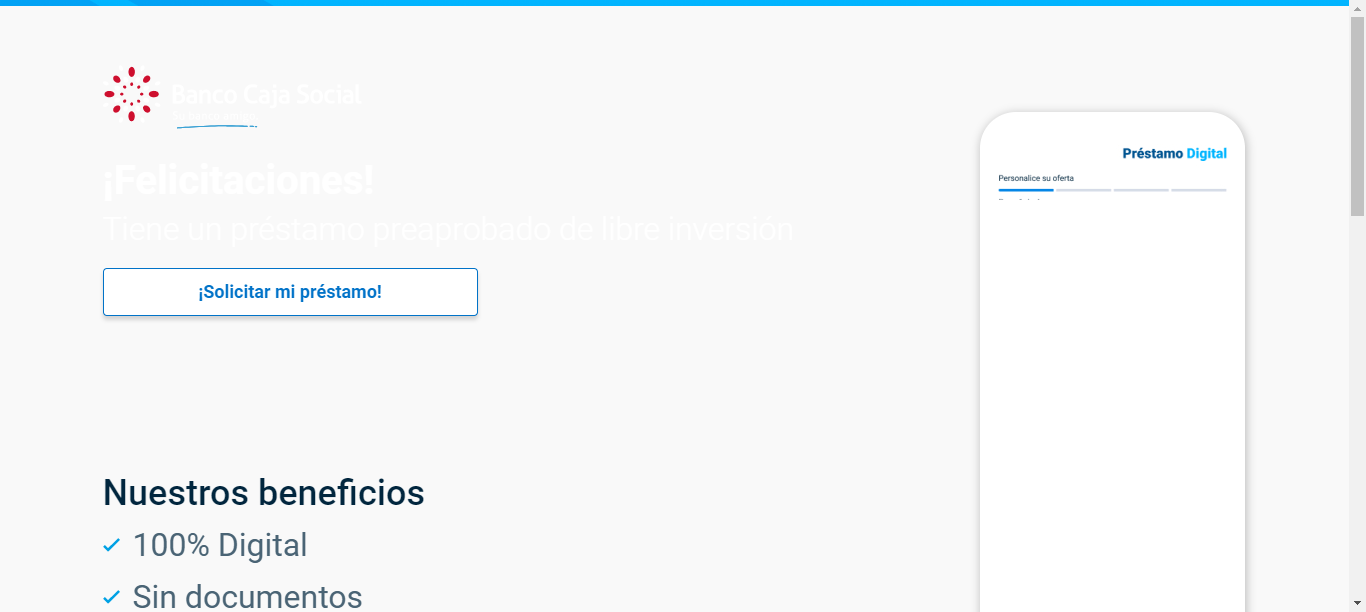 Banco Caja Social
¡Felicitaciones!
Tiene un préstamo preaprobado de libre inversión
¡Solicitar mi préstamo!
Préstamo Digital
Personalice su oferta
Nuestros beneficios
100% Digital
Sin documentos